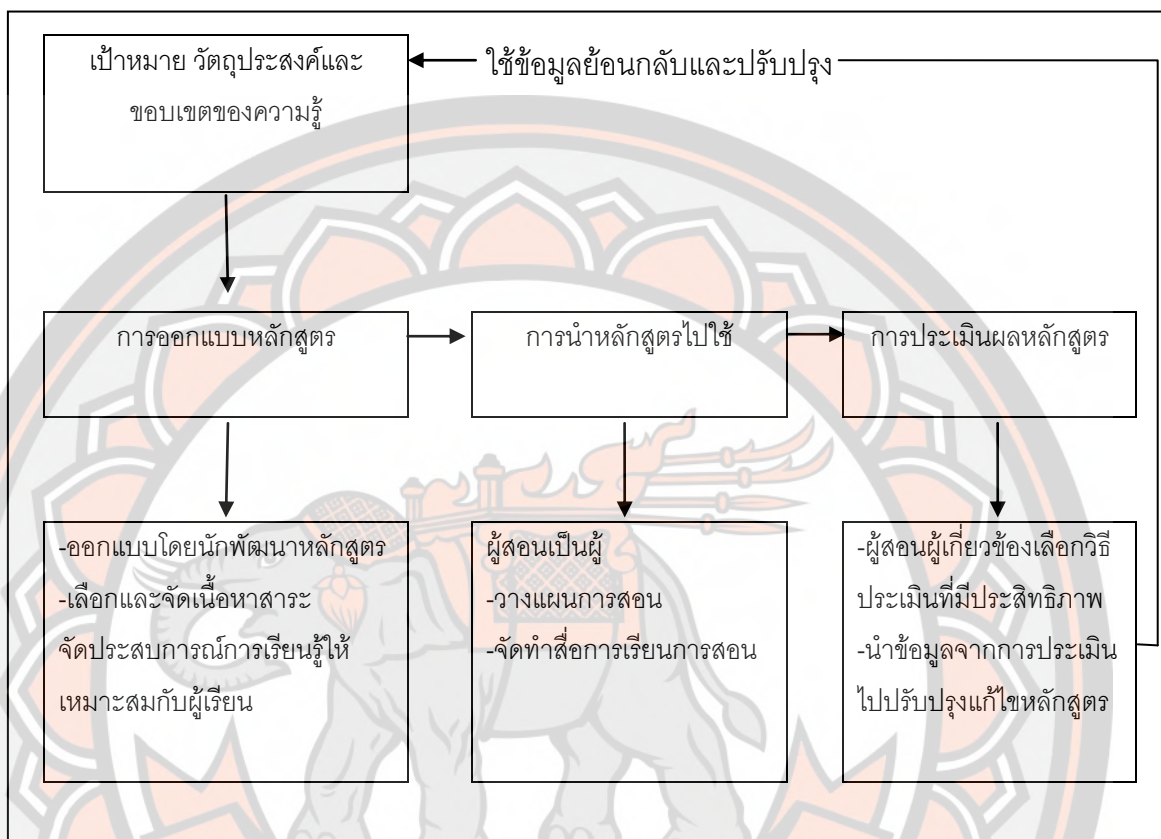 เป้าหมาย วัตถุประสงค์และ
ขอบเขตของความรู้
ใช้ข้อมูลย้อนกลับและปรับปรุง
การออกแบบหลักสูตร
การนำหลักสูตรไปใช้
การประเมินผลหลักสูตร
-ออกแบบโดยนักพัฒนาหลักสูตร
-เลือกและจัดเนื้อหาสาระ
จัดประสบการณ์การเรียนรู้ให้
เหมาะสมกับผู้เรียน
ผู้สอนเป็นผู้
-วางแผนการสอน
-จัดทำสื่อการเรียนการสอน
-ผู้สอนผู้เกี่ยวข้องเลือกวิธี
ประเมินที่มีประสิทธิภาพ
-นำข้อมูลจากการประเมิน
ไปปรับปรุงแก้ไขหลักสูตร